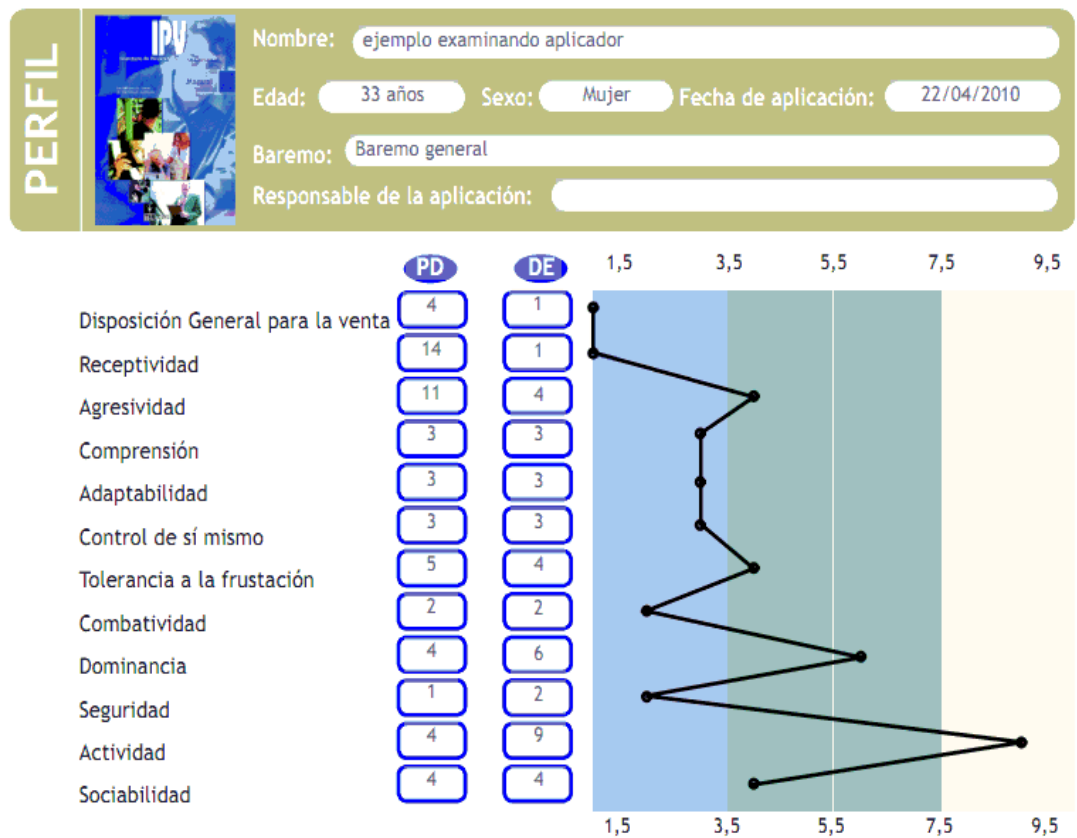 PERFIL
IPV
Nombre: ejemplo examinando aplicador
Edad: 33 años Sexo: Mujer Fecha de aplicación: 22/04/2010
Baremo: Baremo general
Responsable de la aplicación:
PD DE 1,5 3,5 5,5 7,5 9,5
Disposición General para la venta 4 1
Receptividad 14 1
Agresividad 11 4
Comprensión 3 3
Adaptabilidad 3 3
Control de sí mismo 3 3
Tolerancia a la frustación 5 4
Combatividad 2 2
Dominancia 4 6
Seguridad 1 2
Actividad 4 9
Sociabilidad 4 4
1,5 3,5 5,5 7,5 9,5